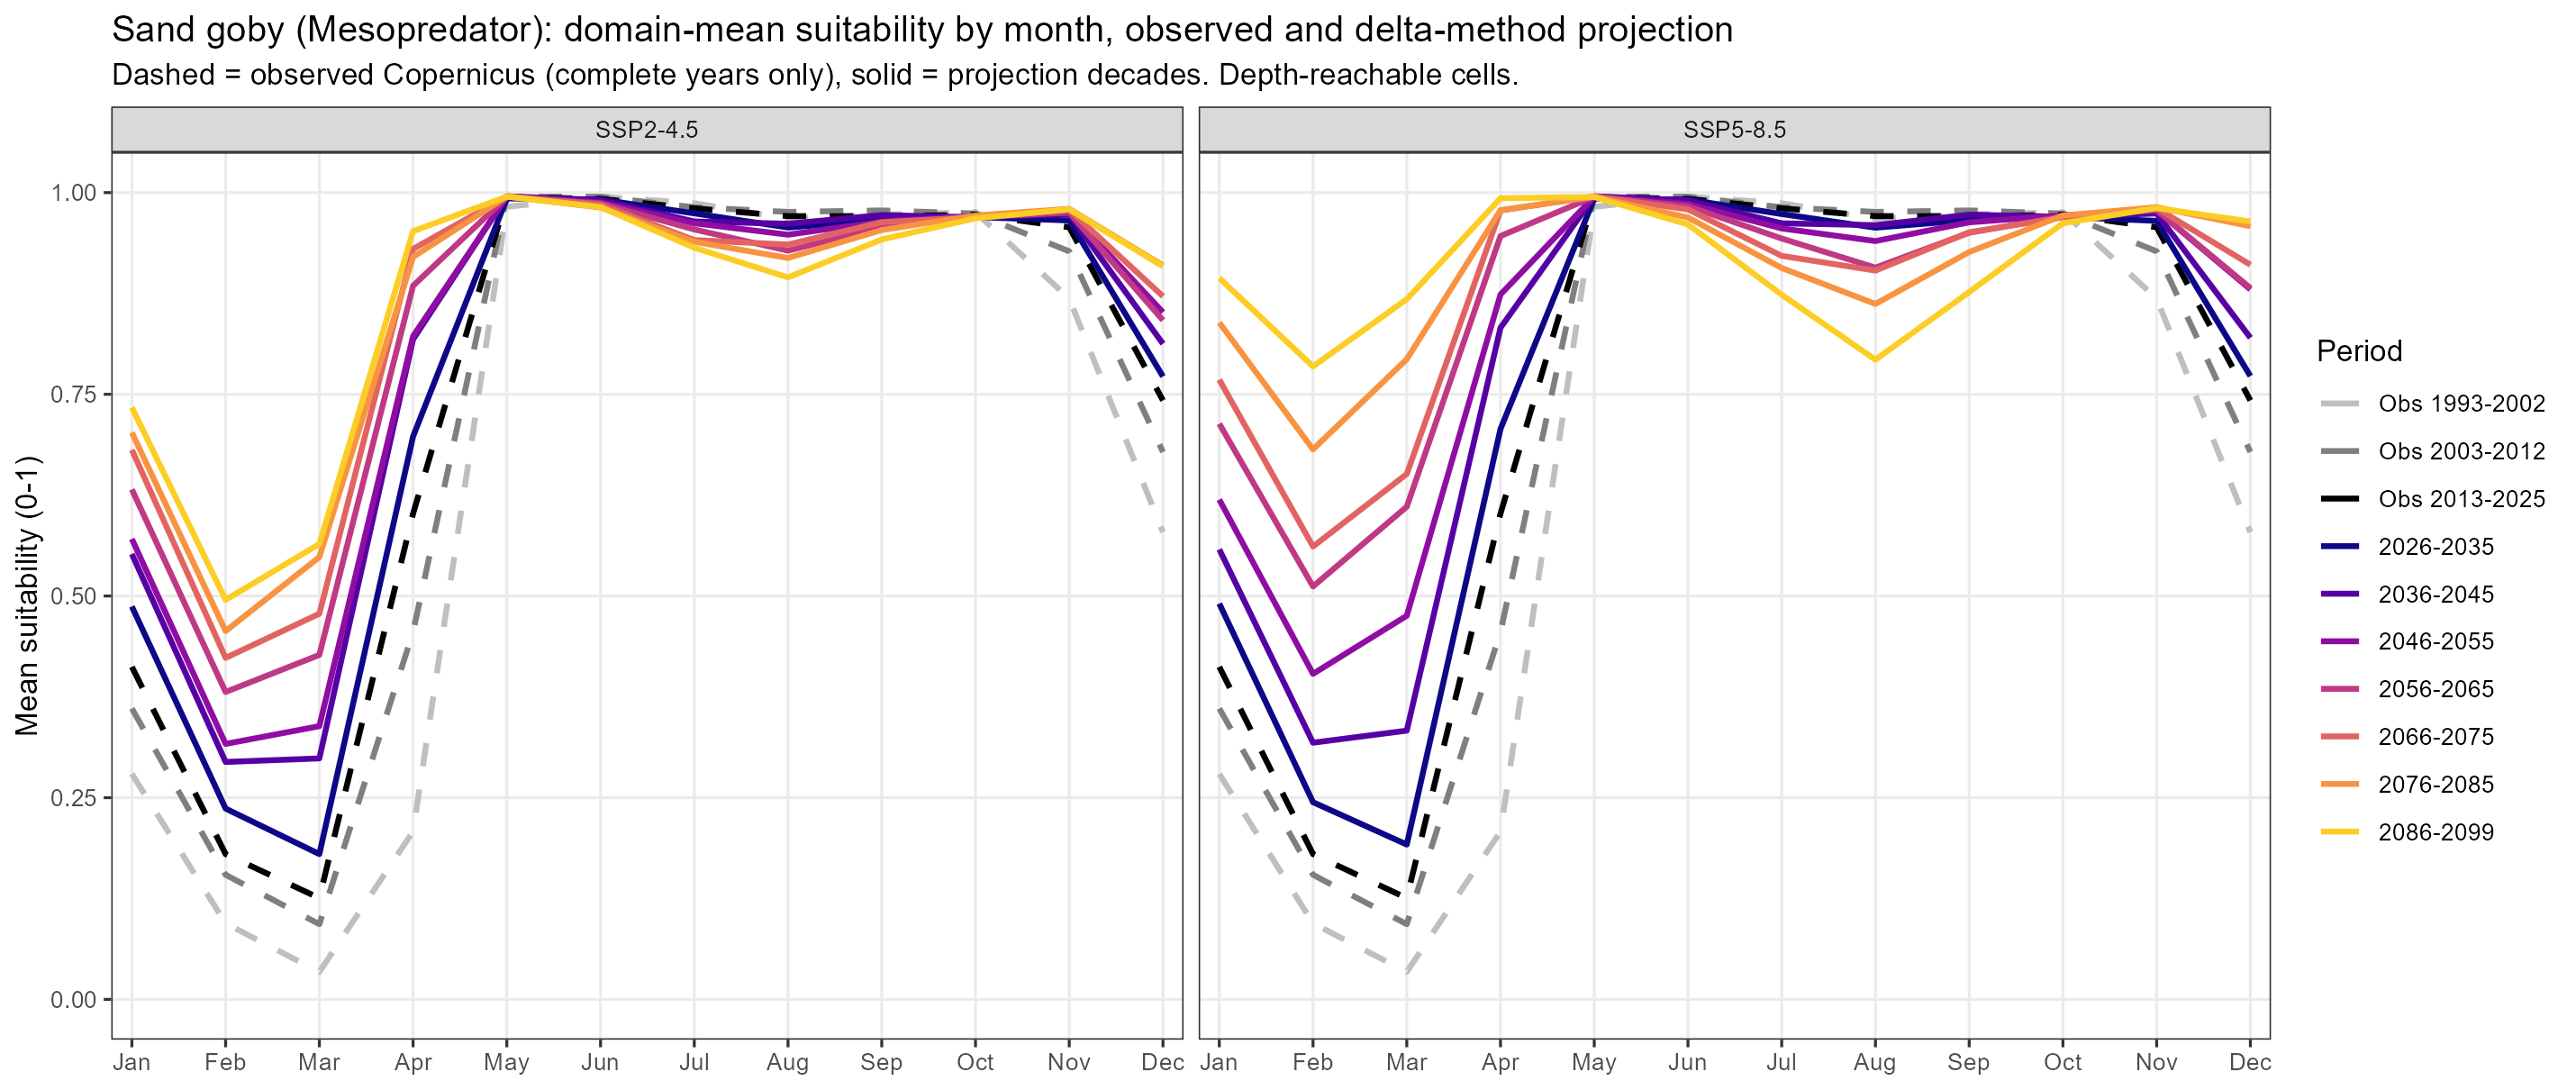 Sand goby (Mesopredator): domain-mean suitability by month, observed and delta-method projection
Dashed = observed Copernicus (complete years only), solid = projection decades. Depth-reachable cells.
SSP2-4.5
SSP5-8.5
Mean suitability (0-1)
1.00
0.75
0.50
0.25
0.00
Jan Feb Mar Apr May Jun Jul Aug Sep Oct Nov Dec
Jan Feb Mar Apr May Jun Jul Aug Sep Oct Nov Dec
Period
Obs 1993-2002
Obs 2003-2012
Obs 2013-2025
2026-2035
2036-2045
2046-2055
2056-2065
2066-2075
2076-2085
2086-2099